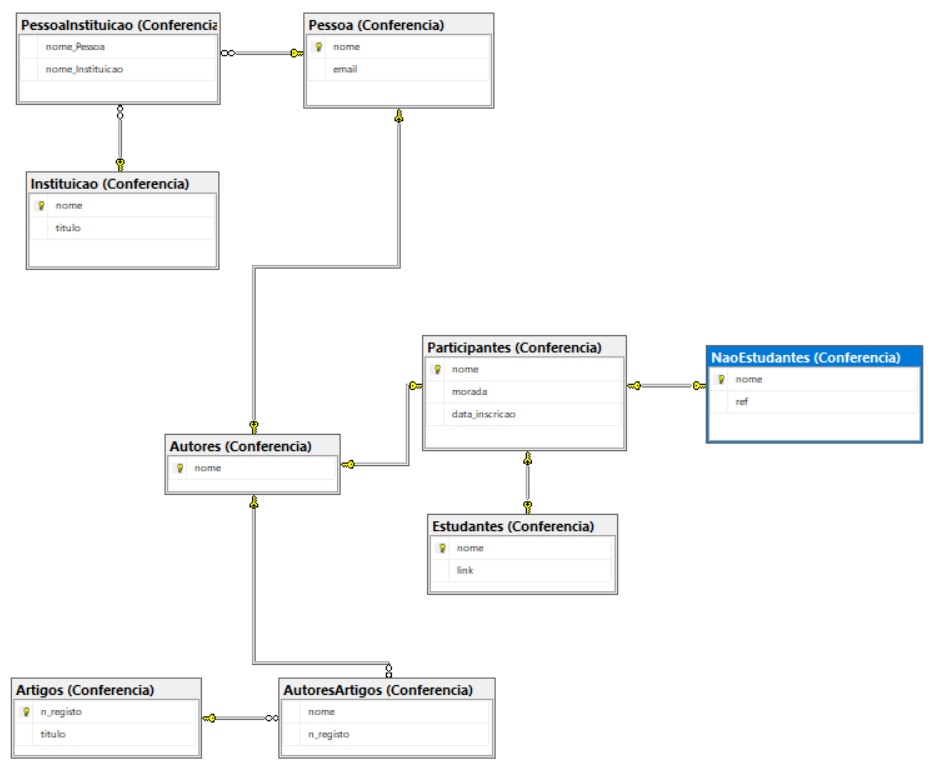 PessoaInstituicao (Conferencia
nome_Pessoa
nome_Instituicao
Pessoa (Conferencia)
nome
email
Instituicao (Conferencia)
nome
titulo
Participantes (Conferencia)
nome
morada
data_inscricao
NaoEstudantes (Conferencia)
nome
ref
Autores (Conferencia)
nome
Estudantes (Conferencia)
nome
link
Artigos (Conferencia)
n_registo
titulo
AutoresArtigos (Conferencia)
nome
n_registo